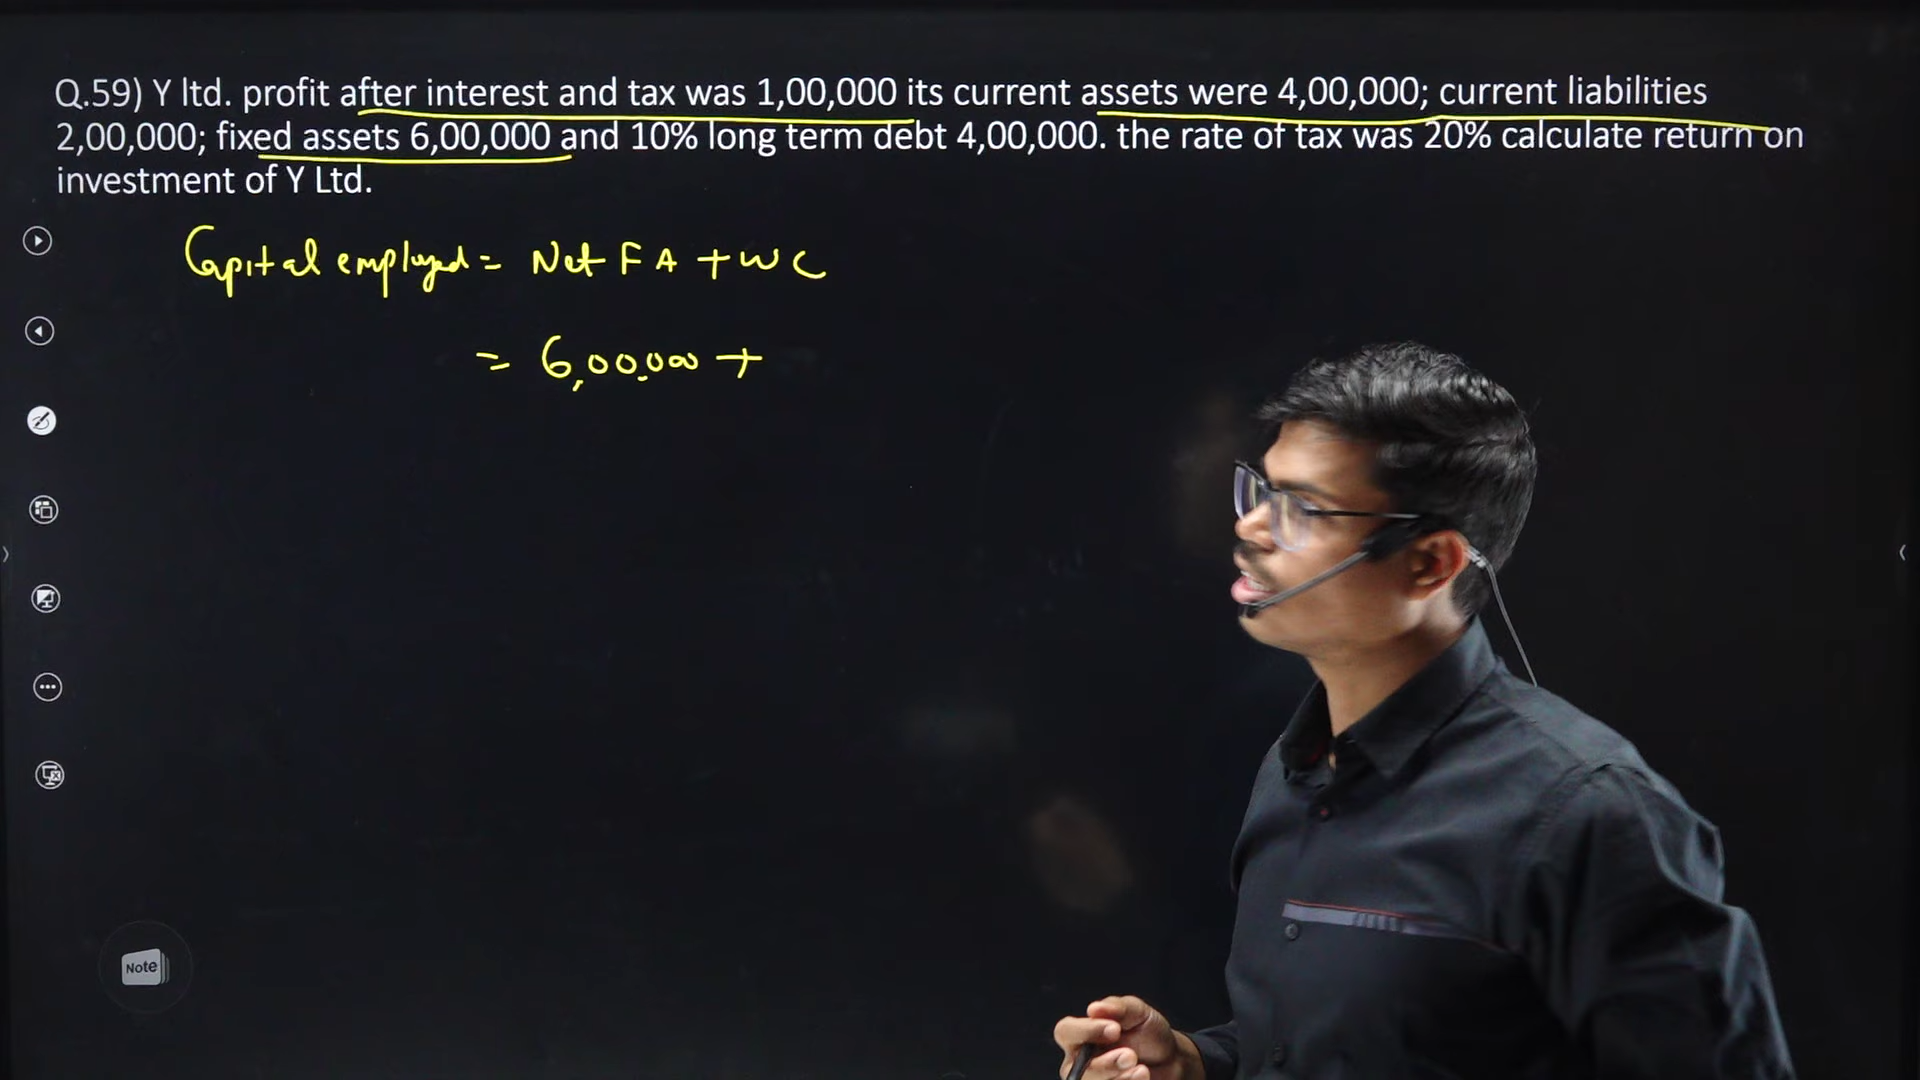 Q.59) Y ltd. profit after interest and tax was 1,00,000 its current assets were 4,00,000; current liabilities
2,00,000; fixed assets 6,00,000 and 10% long term debt 4,00,000. the rate of tax was 20% calculate return on
investment of Y Ltd.
Capital employed = Net FA + WC
= 6,00,000 +
Note